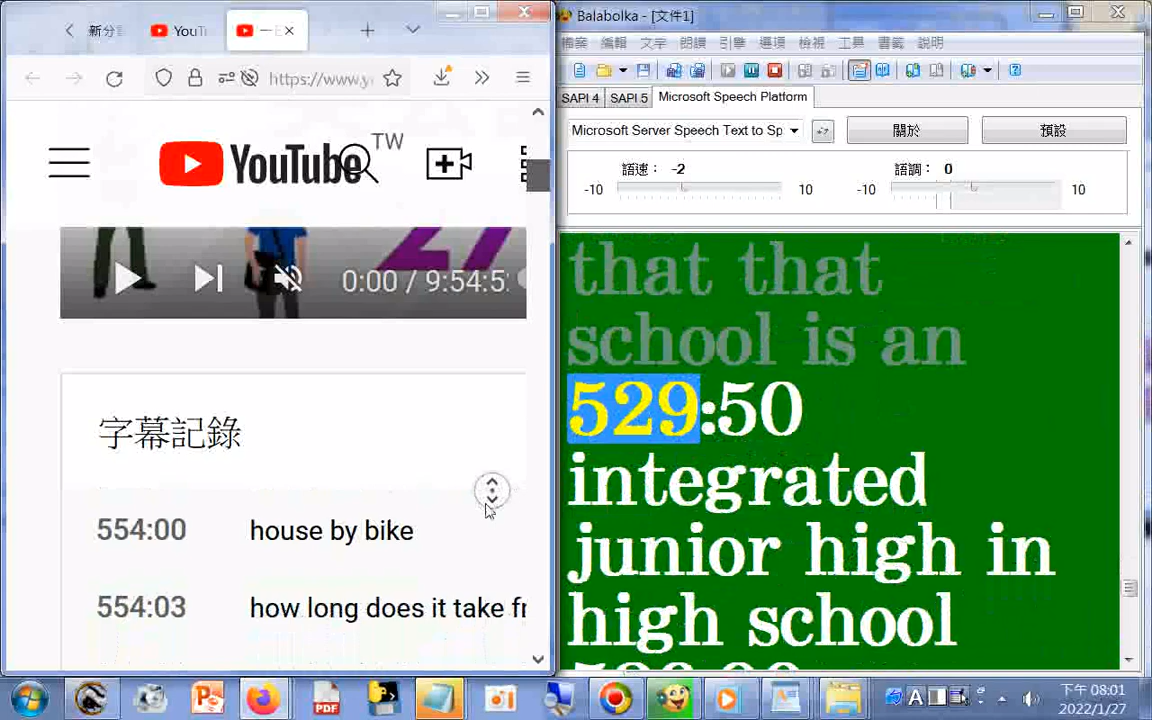 新分
YouT
一 E
https://www.y
YouTube TW
27
0:00 / 9:54:5
字幕記錄
554:00 house by bike
554:03 how long does it take fr
Balabolka - [文件1]
檔案 編輯 文字 朗讀 引擎 選項 檢視 工具 書籤 說明
SAPI 4 SAPI 5 Microsoft Speech Platform
Microsoft Server Speech Text to Sp 關於 預設
語速： -2 語調： 0
-10 10 -10 10
that that
school is an
529:50
integrated
junior high in
high school
PDF
A
下午 08:01
2022/1/27